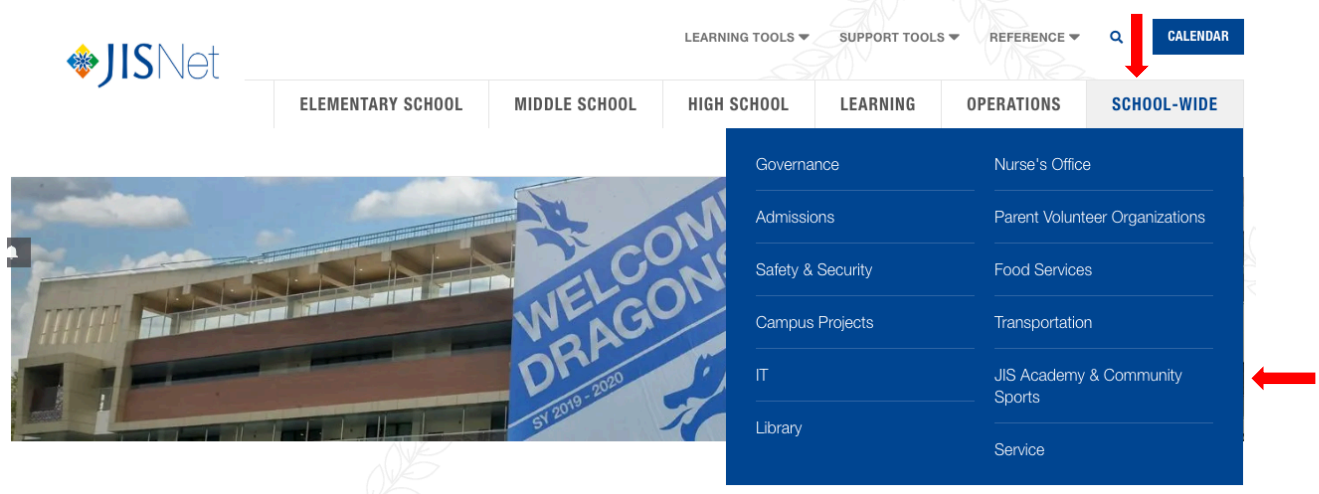 JISNet
LEARNING TOOLS
SUPPORT TOOLS
REFERENCE
CALENDAR
ELEMENTARY SCHOOL
MIDDLE SCHOOL
HIGH SCHOOL
LEARNING
OPERATIONS
SCHOOL-WIDE
Governance
Admissions
Safety & Security
Campus Projects
IT
Library
Nurse's Office
Parent Volunteer Organizations
Food Services
Transportation
JIS Academy & Community
Sports
Service
WELCOM
DRAGONS
SY 2019 - 2020